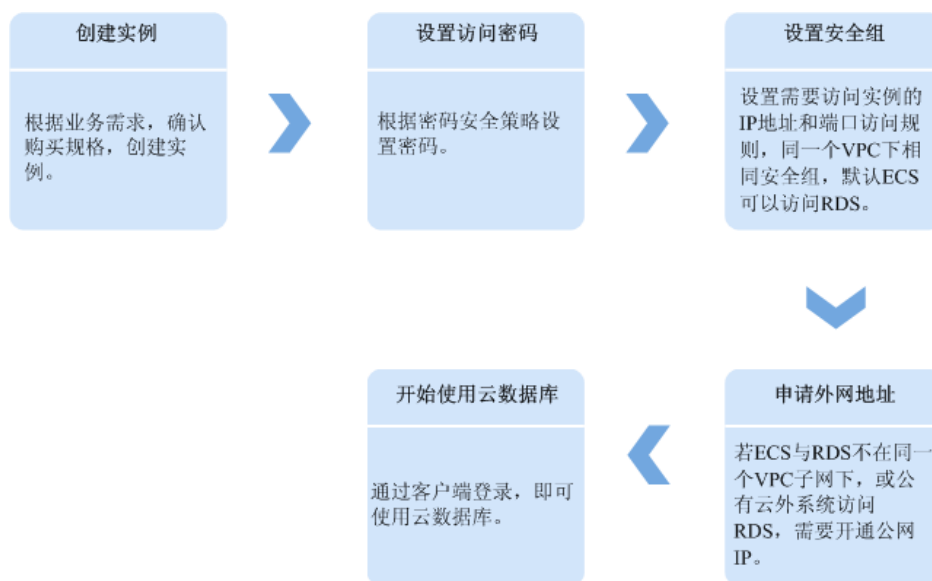 创建实例
根据业务需求，确认
购买规格，创建实
例。
设置访问密码
根据密码安全策略设
置密码。
设置安全组
设置需要访问实例的
IP地址和端口访问规
则，同一个VPC下相
同安全组，默认ECS
可以访问RDS。
申请外网地址
若ECS与RDS不在同一
个VPC子网下，或公
有云外系统访问
RDS，需要开通公网
IP。
开始使用云数据库
通过客户端登录，即可
使用云数据库。